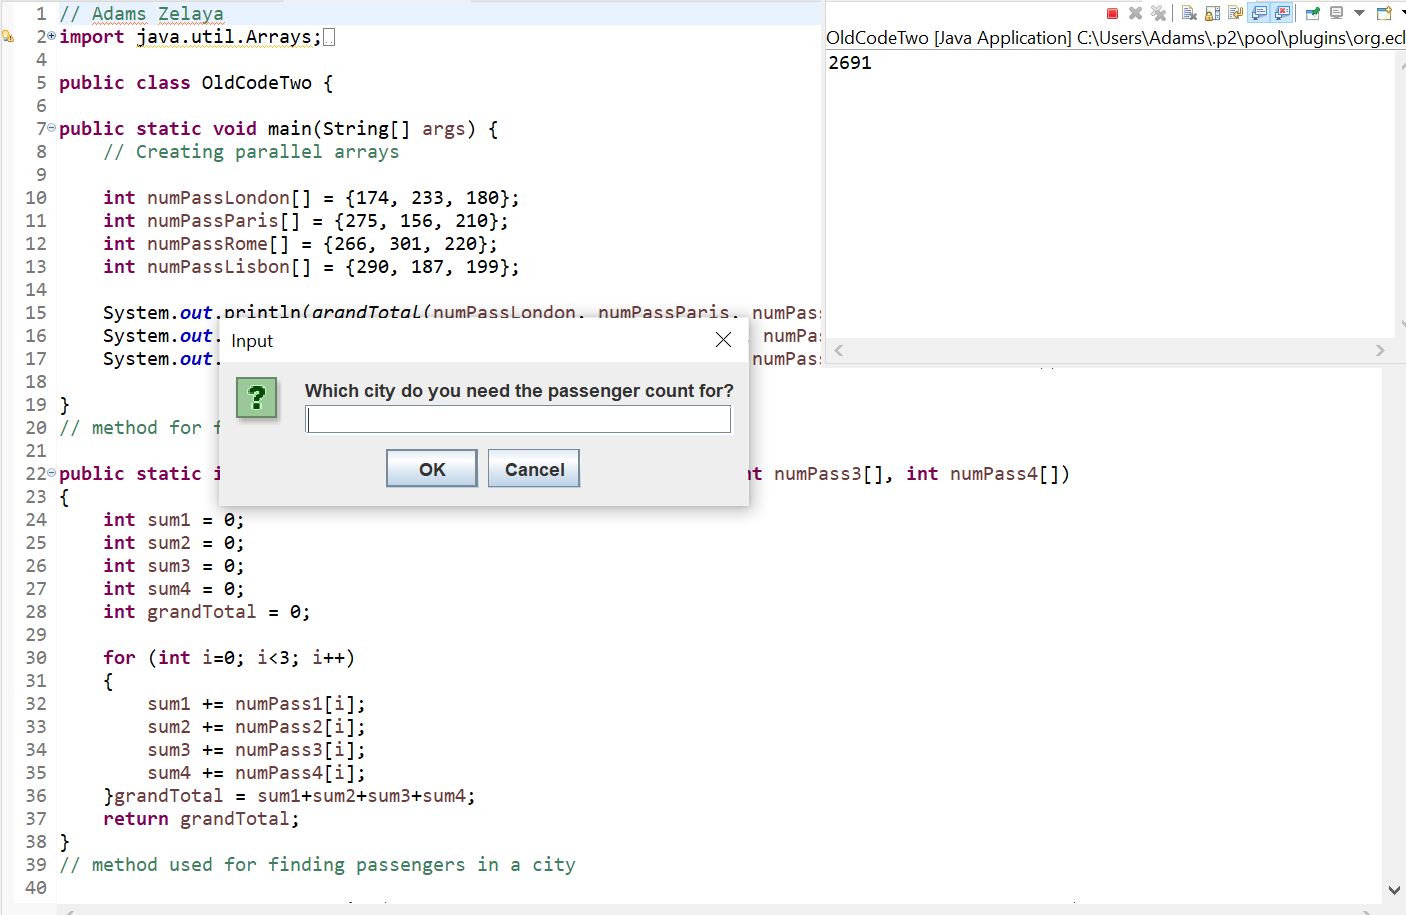 1 // Adams Zelaya
2 import java.util.Arrays;
4
5 public class OldCodeTwo {
6
7 public static void main(String[] args) {
8 // Creating parallel arrays
9
10 int numPassLondon[] = {174, 233, 180};
11 int numPassParis[] = {275, 156, 210};
12 int numPassRome[] = {266, 301, 220};
13 int numPassLisbon[] = {290, 187, 199};
14
15 System.out.println(grandTotal(numPassLondon, numPassParis, numPas
16 System.out. numPas
17 System.out. numPas
18
19 }
20 // method for f
21
22 public static i nt numPass3[], int numPass4[])
23 {
24 int sum1 = 0;
25 int sum2 = 0;
26 int sum3 = 0;
27 int sum4 = 0;
28 int grandTotal = 0;
29
30 for (int i=0; i<3; i++)
31 {
32 sum1 += numPass1[i];
33 sum2 += numPass2[i];
34 sum3 += numPass3[i];
35 sum4 += numPass4[i];
36 }grandTotal = sum1+sum2+sum3+sum4;
37 return grandTotal;
38 }
39 // method used for finding passengers in a city
40
OldCodeTwo [Java Application] C:\Users\Adams\.p2\pool\plugins\org.ecl
2691
Input
Which city do you need the passenger count for?
OK Cancel